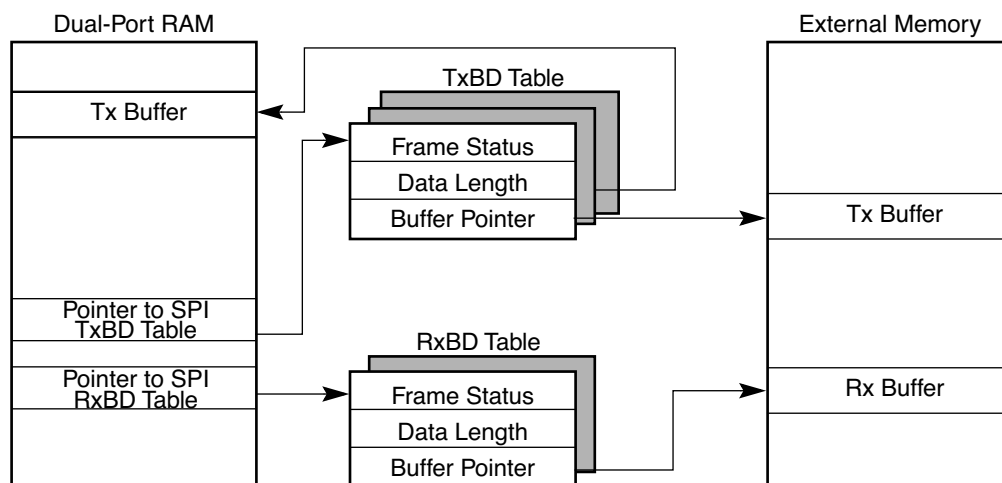 Dual-Port RAM
External Memory
TxBD Table
Tx Buffer
Frame Status
Data Length
Buffer Pointer
Tx Buffer
Pointer to SPI
TxBD Table
RxBD Table
Pointer to SPI
RxBD Table
Frame Status
Data Length
Buffer Pointer
Rx Buffer